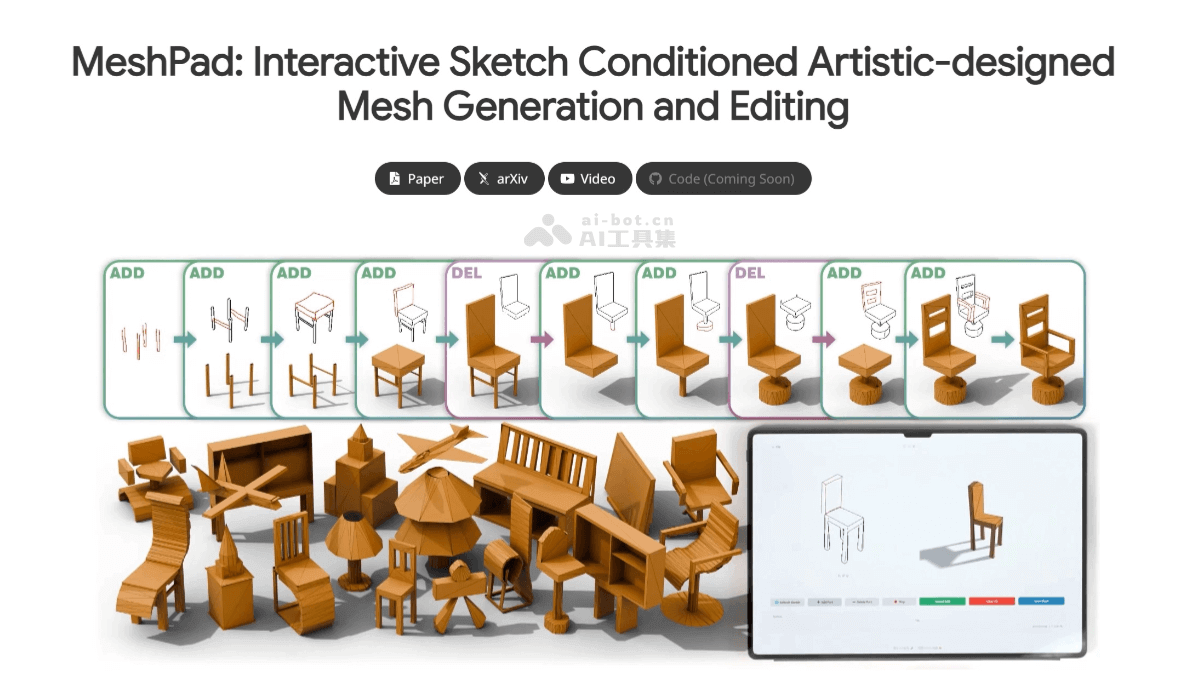 MeshPad: Interactive Sketch Conditioned Artistic-designed
Mesh Generation and Editing
Paper arXiv Video Code (Coming Soon)
ai-bot.cn
AI工具集
ADD ADD ADD ADD DEL ADD ADD DEL ADD ADD